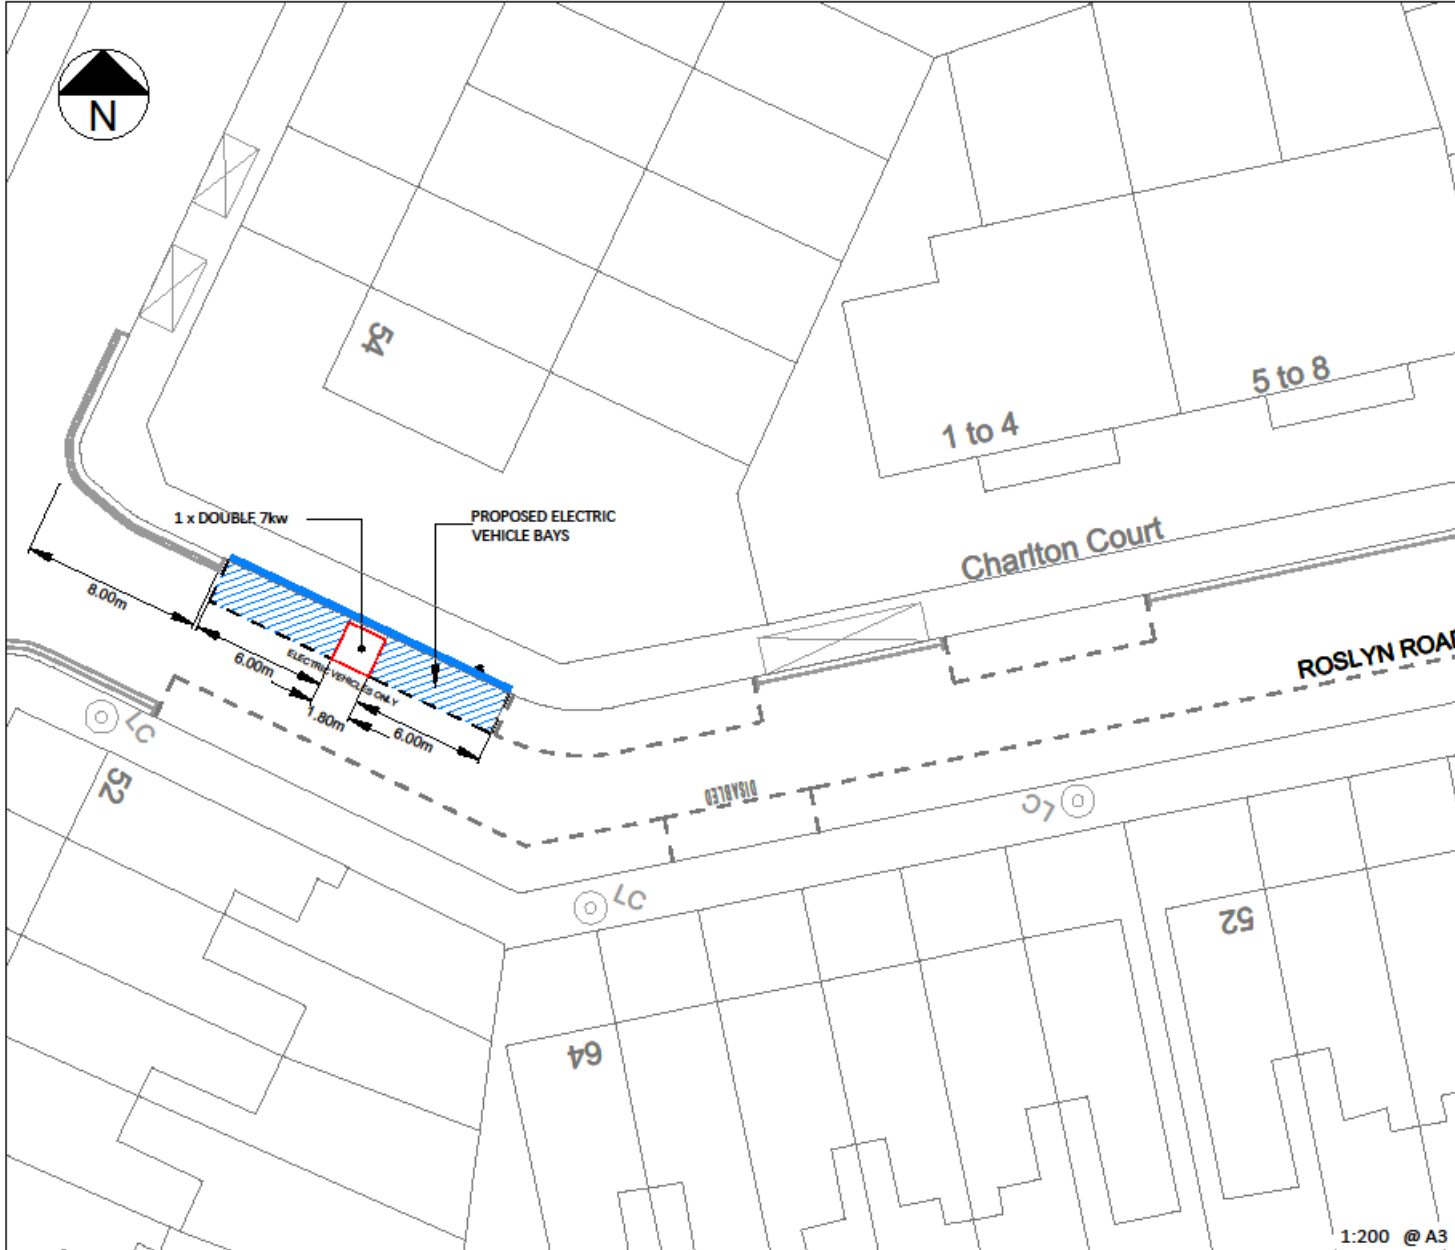 N
54
5 to 8
1 to 4
1 x DOUBLE 7kw
PROPOSED ELECTRIC
VEHICLE BAYS
Charlton Court
8.00m
6.00m
ELECTRIC VEHICLES ONLY
1.80m
6.00m
ROSLYN ROAD
LC
52
DISABLED
LC
LC
52
64
1:200 @ A3